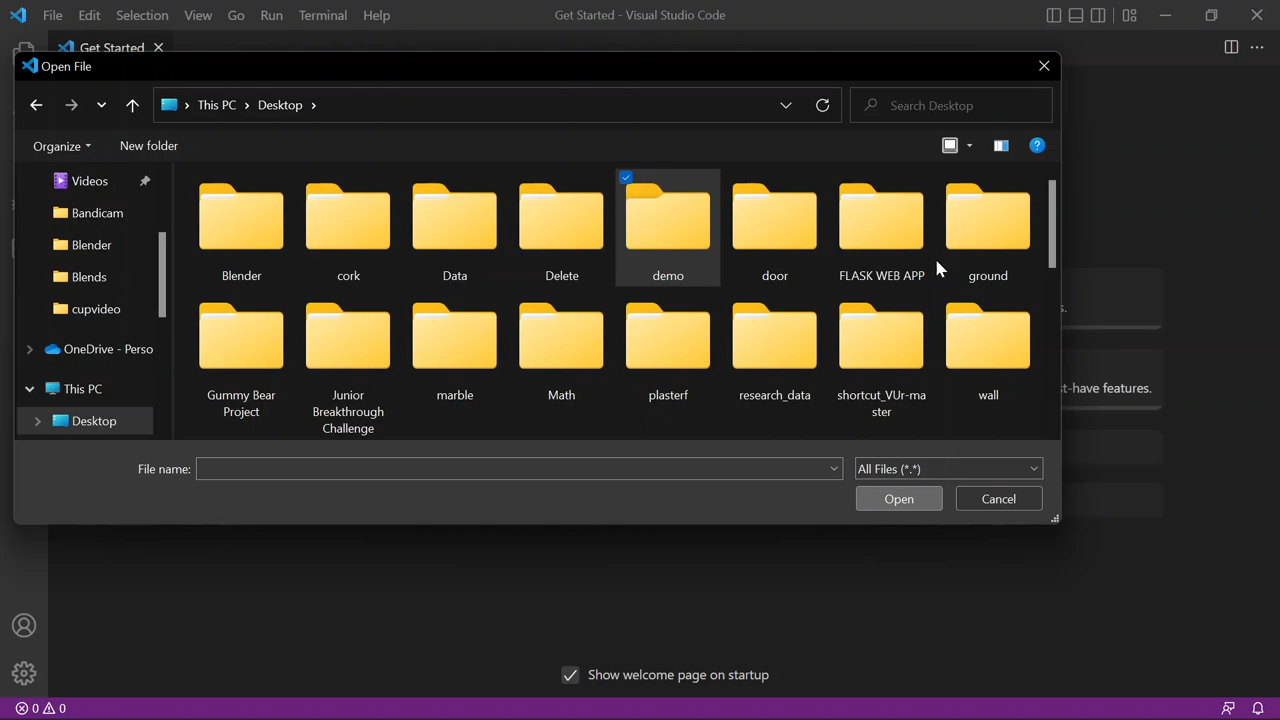 File Edit Selection View Go Run Terminal Help Get Started - Visual Studio Code
Get Started
Open File
This PC Desktop Search Desktop
Organize New folder
Videos
Bandicam
Blender
Blends
cupvideo
OneDrive - Perso
This PC
Desktop
Blender cork Data Delete demo door FLASK WEB APP ground
Gummy Bear Junior marble Math plasterf research_data shortcut_VUr-ma wall
Project Breakthrough ster
Challenge
s.
st-have features.
File name: All Files (*.*)
Open Cancel
Show welcome page on startup
0 0